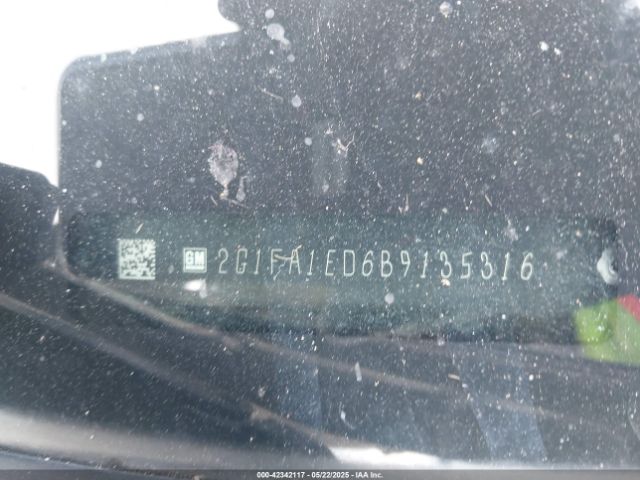 GM 2G1FA1ED6B9135316
000-42342117 - 05/22/2025 - IAA Inc.